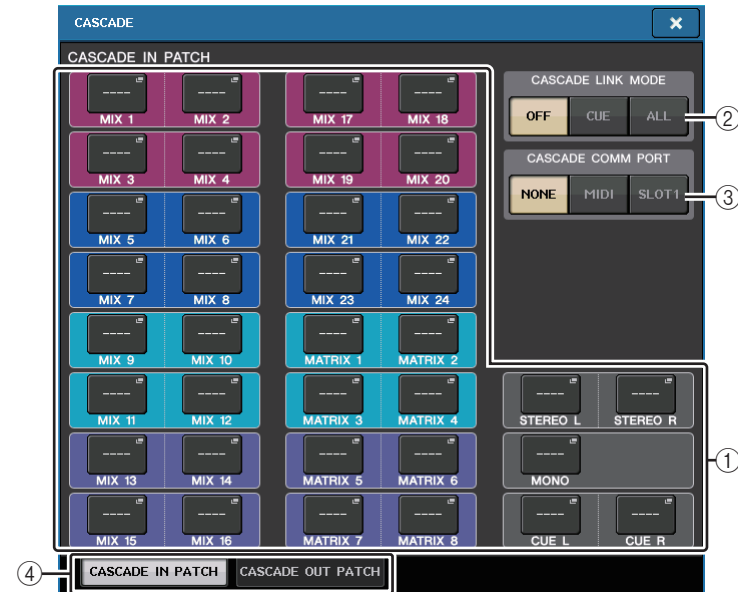 CASCADE
CASCADE IN PATCH
---- ---- ---- ----
MIX 1 MIX 2 MIX 17 MIX 18
---- ---- ---- ----
MIX 3 MIX 4 MIX 19 MIX 20
---- ---- ---- ----
MIX 5 MIX 6 MIX 21 MIX 22
---- ---- ---- ----
MIX 7 MIX 8 MIX 23 MIX 24
---- ---- ---- ----
MIX 9 MIX 10 MATRIX 1 MATRIX 2
---- ---- ---- ----
MIX 11 MIX 12 MATRIX 3 MATRIX 4
---- ---- ---- ----
MIX 13 MIX 14 MATRIX 5 MATRIX 6
---- ---- ---- ----
MIX 15 MIX 16 MATRIX 7 MATRIX 8
CASCADE LINK MODE
OFF CUE ALL ②
CASCADE COMM PORT
NONE MIDI SLOT1 ③
---- ----
STEREO L STEREO R
---- ①
MONO
---- ----
CUE L CUE R
④ CASCADE IN PATCH CASCADE OUT PATCH